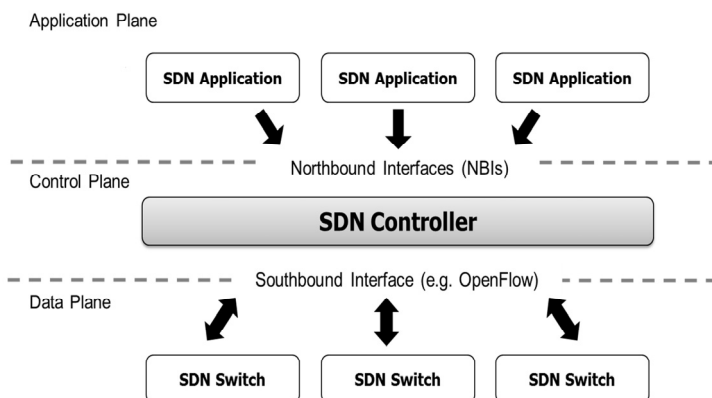 Application Plane
SDN Application
SDN Application
SDN Application
Northbound Interfaces (NBIs)
Control Plane
SDN Controller
Southbound Interface (e.g. OpenFlow)
Data Plane
SDN Switch
SDN Switch
SDN Switch